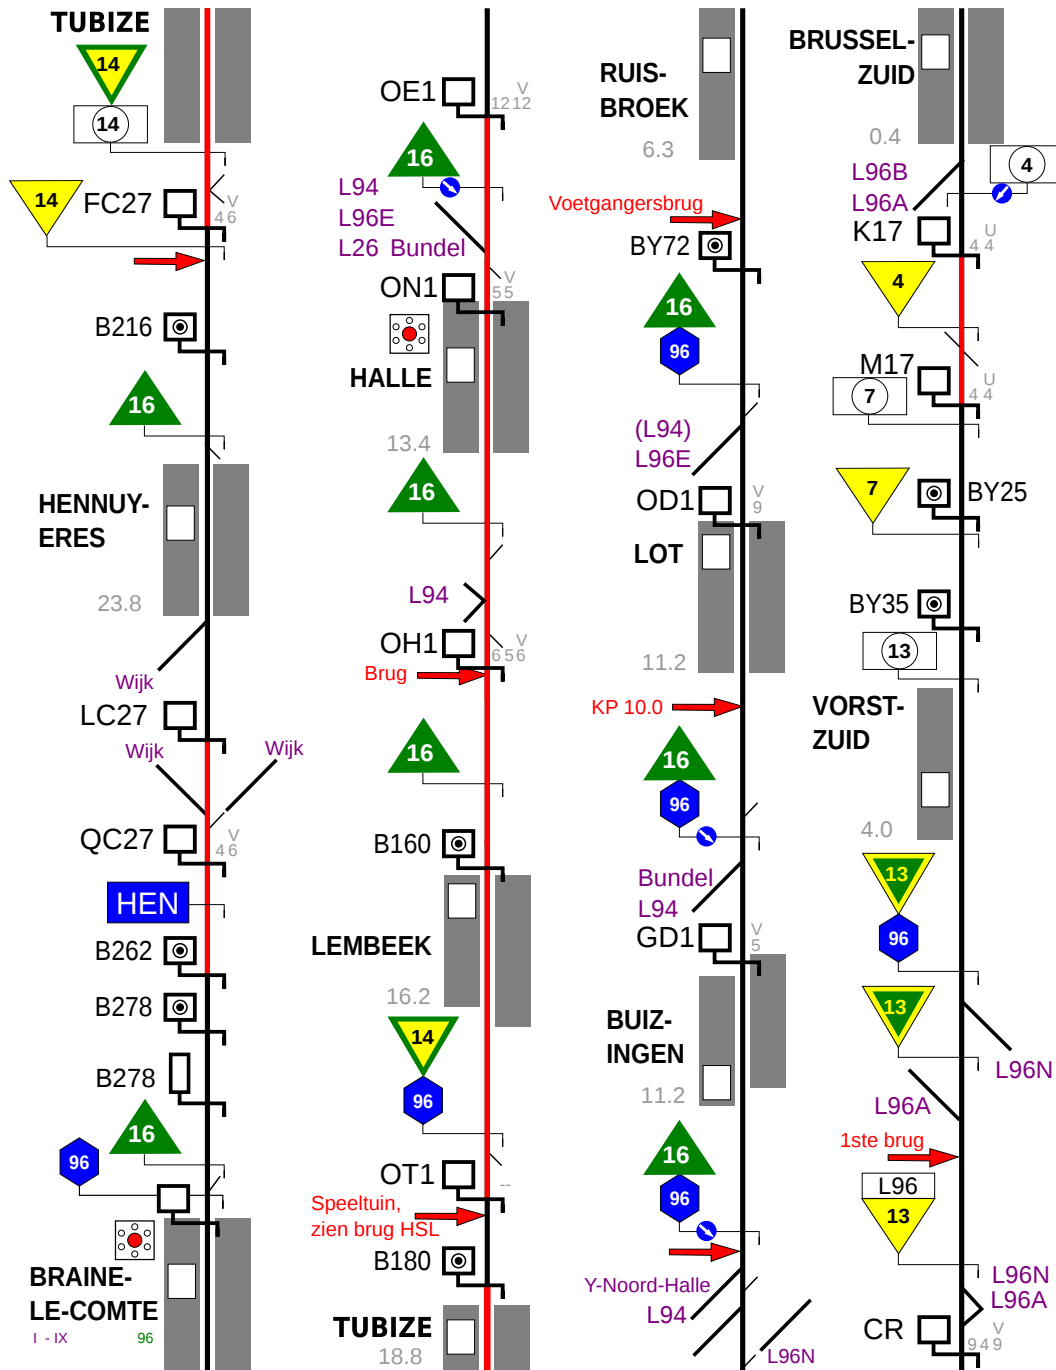 TUBIZE
14
14
14
FC27
V
4 6
B216
16
HENNUY-
ERES
23.8
Wijk
LC27
Wijk
Wijk
QC27
V
4 6
HEN
B262
B278
B278
16
96
BRAINE-
LE-COMTE
I - IX
96
OE1
V
12 12
16
L94
L96E
L26 Bundel
ON1
V
5 5
HALLE
13.4
16
L94
OH1
V
6 5 6
Brug
16
B160
LEMBEEK
16.2
14
96
OT1
--
Speeltuin,
zien brug HSL
B180
TUBIZE
18.8
RUIS-
BROEK
6.3
Voetgangersbrug
BY72
16
96
(L94)
L96E
OD1
V
9
LOT
11.2
KP 10.0
16
96
Bundel
L94
GD1
V
5
BUIZ-
INGEN
11.2
16
96
Y-Noord-Halle
L94
L96N
BRUSSEL-
ZUID
0.4
4
L96B
L96A
K17
U
4 4
4
M17
U
4 4
7
7
BY25
BY35
13
VORST-
ZUID
4.0
13
96
13
L96N
L96A
1ste brug
L96
13
L96N
L96A
CR
V
9 4 9